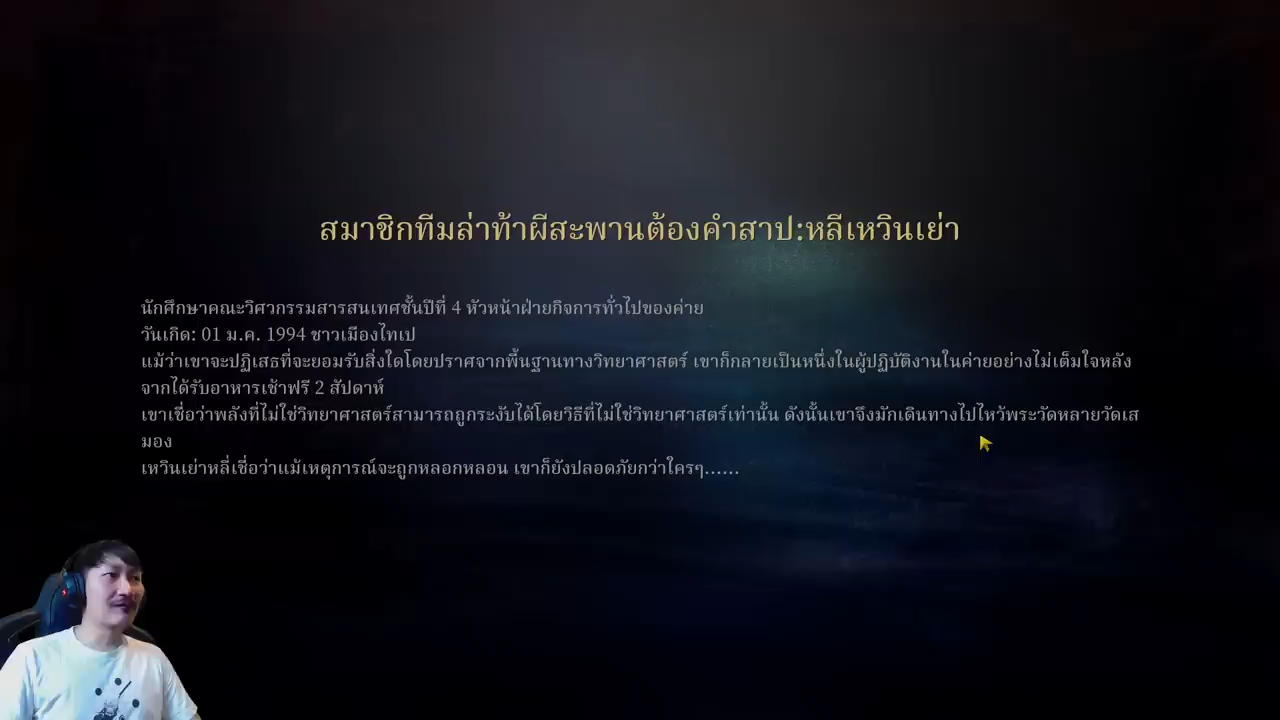 สมาชิกทีมล่าท้าผีสะพานต้องคำสาป:หลีเหวินเย่า
นักศึกษาคณะวิศวกรรมสารสนเทศชั้นปีที่ 4 หัวหน้าฝ่ายกิจการทั่วไปของค่าย
วันเกิด: 01 ม.ค. 1994 ชาวเมืองไทเป
แม้ว่าเขาจะปฏิเสธที่จะยอมรับสิ่งใดโดยปราศจากพื้นฐานทางวิทยาศาสตร์ เขาก็กลายเป็นหนึ่งในผู้ปฏิบัติงานในค่ายอย่างไม่เต็มใจหลัง
จากได้รับอาหารเช้าฟรี 2 สัปดาห์
เขาเชื่อว่าพลังที่ไม่ใช่วิทยาศาสตร์สามารถถูกระงับได้โดยวิธีที่ไม่ใช่วิทยาศาสตร์เท่านั้น ดังนั้นเขาจึงมักเดินทางไปไหว้พระวัดหลายวัดเส
มอง
เหวินเย่าหลี่เชื่อว่าแม้เหตุการณ์จะถูกหลอกหลอน เขาก็ยังปลอดภัยกว่าใครๆ......